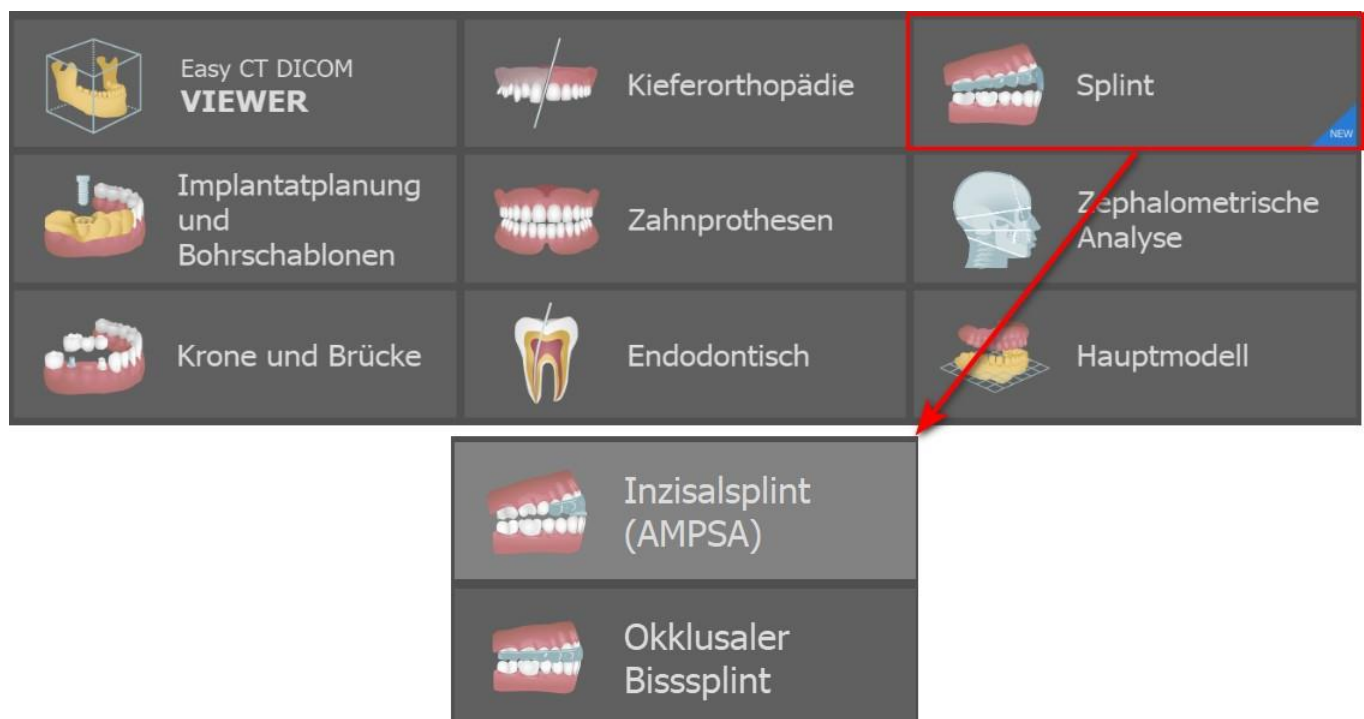 Easy CT DICOM
VIEWER
Kieferorthopädie
Splint
NEW
Implantatplanung
und
Bohrschablonen
Zahnprothesen
Zephalometrische
Analyse
Krone und Brücke
Endodontisch
Hauptmodell
Inzisalsplint
(AMPSA)
Okklusaler
Bisssplint